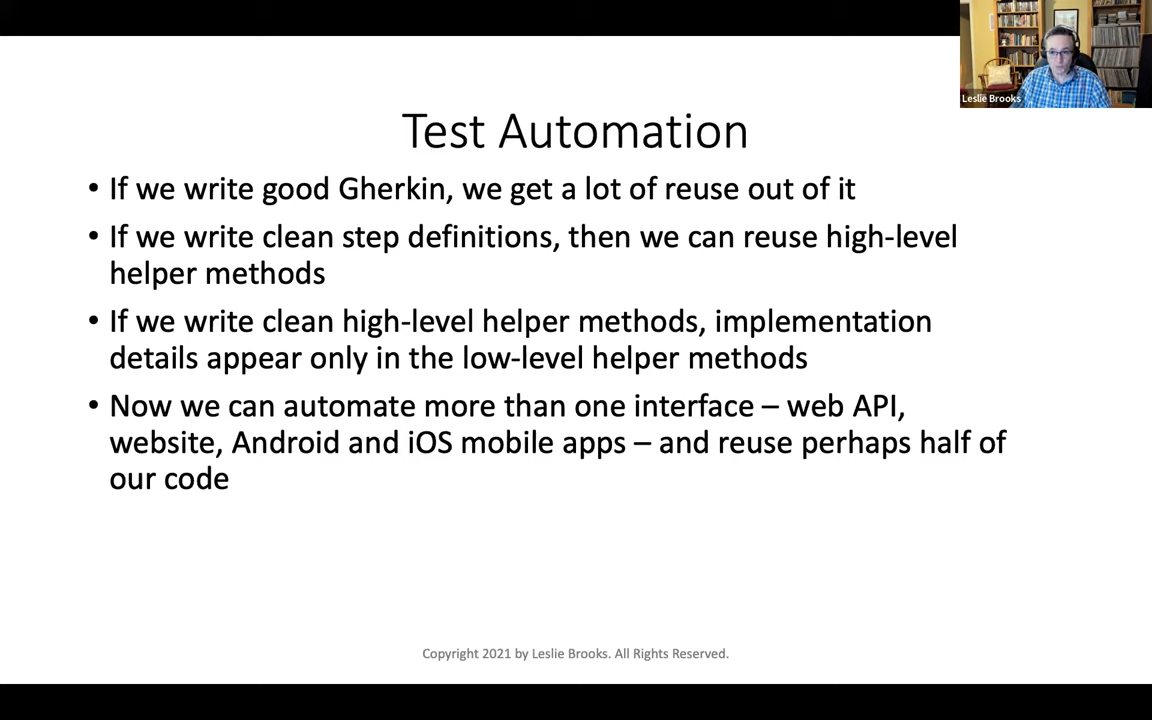 Leslie Brooks
Test Automation
• If we write good Gherkin, we get a lot of reuse out of it
• If we write clean step definitions, then we can reuse high-level
helper methods
• If we write clean high-level helper methods, implementation
details appear only in the low-level helper methods
• Now we can automate more than one interface – web API,
website, Android and iOS mobile apps – and reuse perhaps half of
our code
Copyright 2021 by Leslie Brooks. All Rights Reserved.